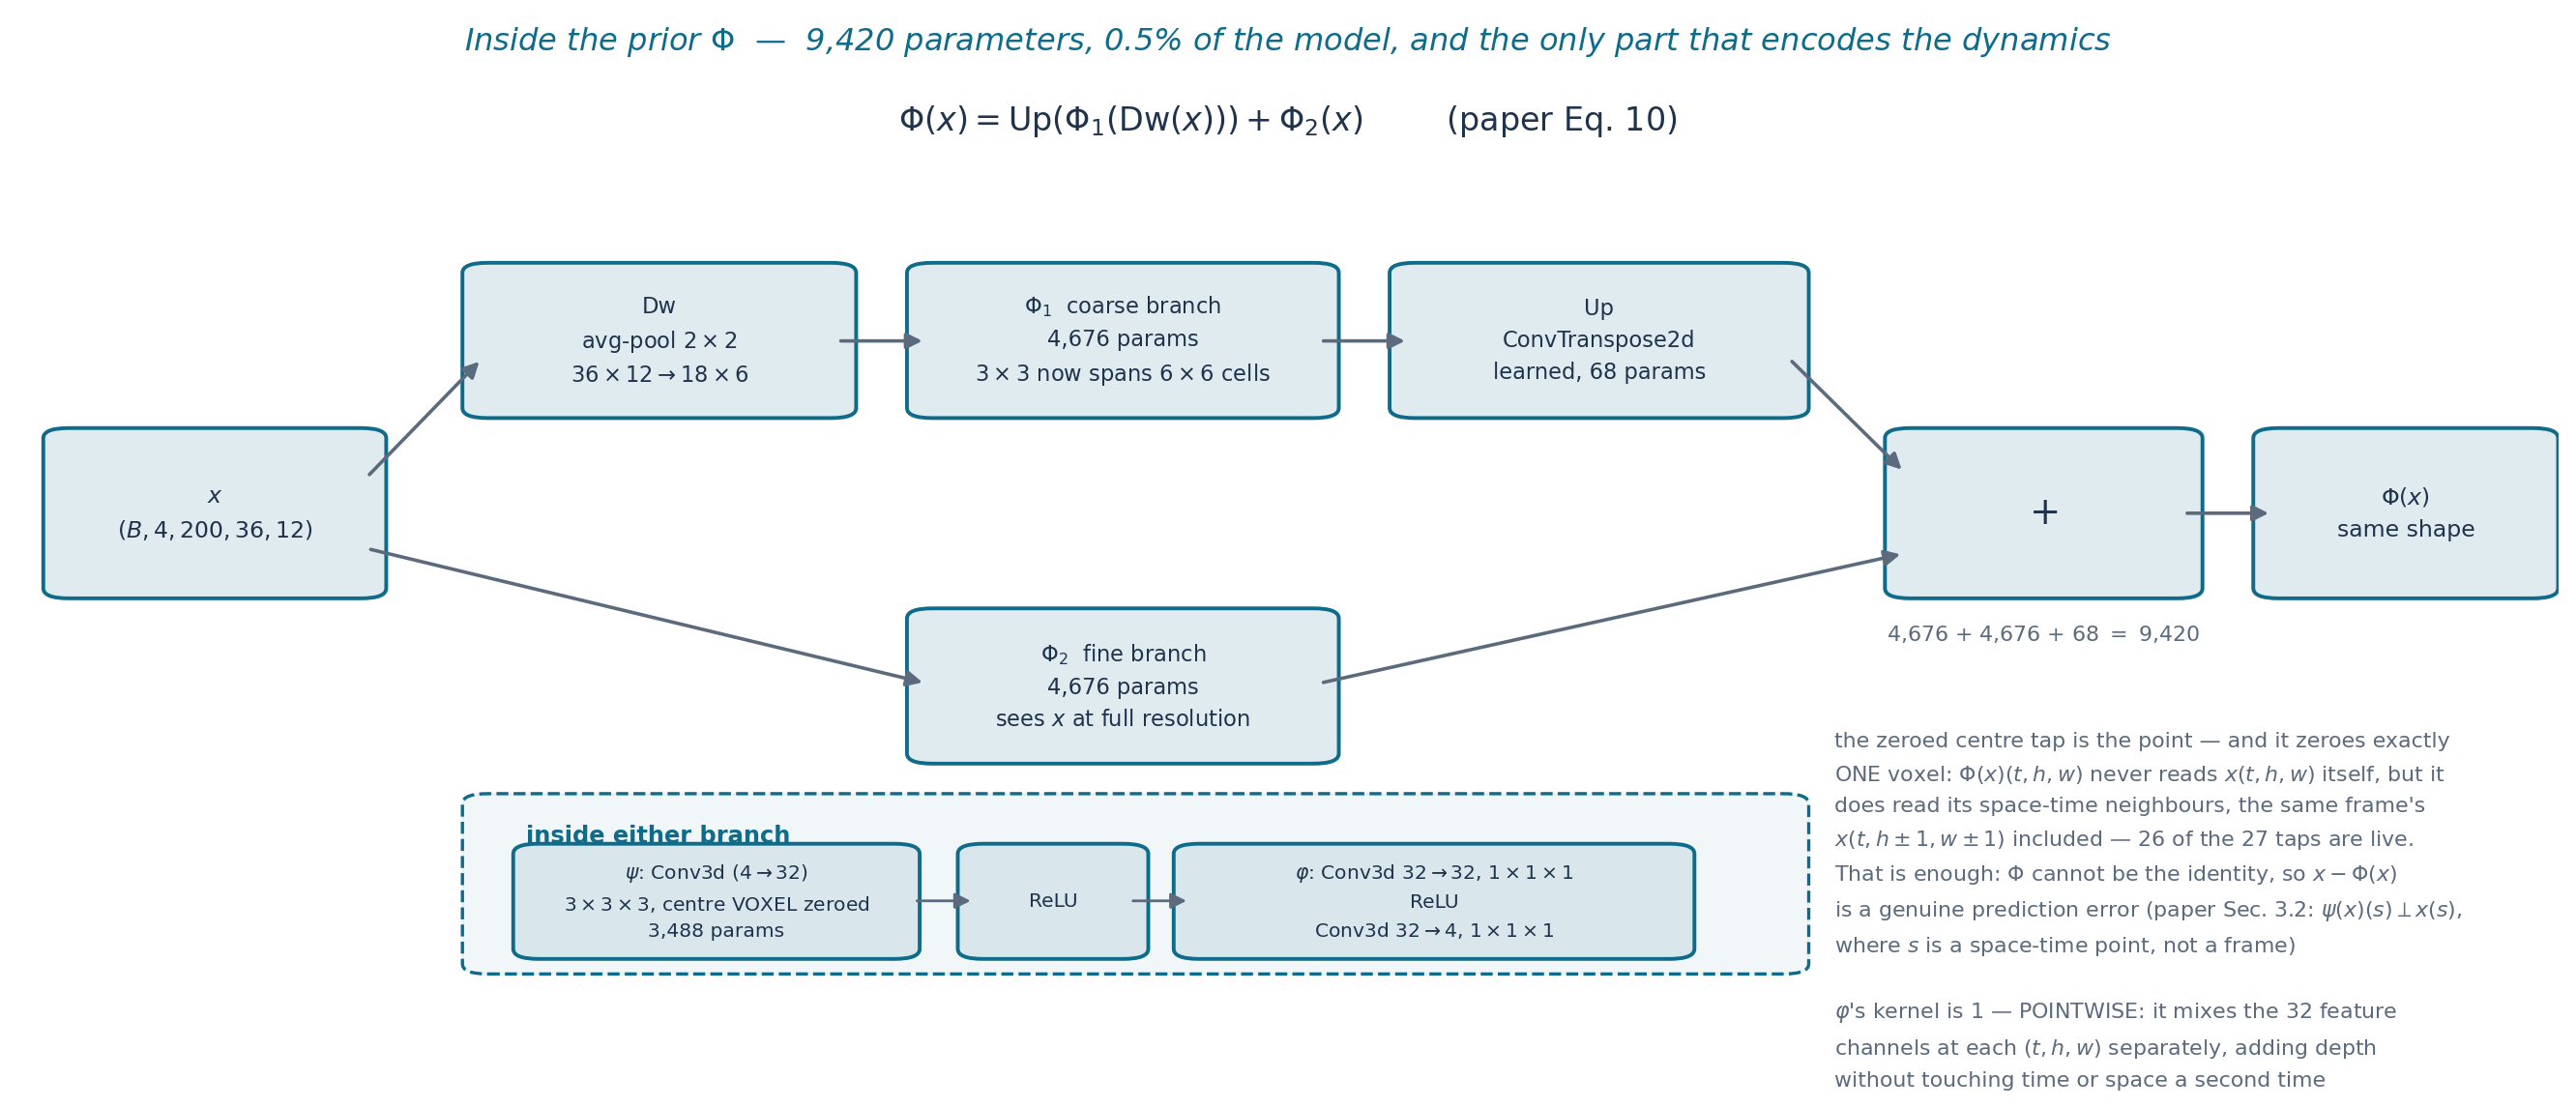 Inside the prior Φ — 9,420 parameters, 0.5% of the model, and the only part that encodes the dynamics
Φ(x) = Up(Φ₁(Dw(x))) + Φ₂(x) (paper Eq. 10)
Dw
avg-pool 2 × 2
36 × 12 → 18 × 6
Φ₁ coarse branch
4,676 params
3 × 3 now spans 6 × 6 cells
Up
ConvTranspose2d
learned, 68 params
x
(B, 4, 200, 36, 12)
+
Φ(x)
same shape
4,676 + 4,676 + 68 = 9,420
Φ₂ fine branch
4,676 params
sees x at full resolution
inside either branch
ψ: Conv3d (4 → 32)
3 × 3 × 3, centre VOXEL zeroed
3,488 params
ReLU
φ: Conv3d 32 → 32, 1 × 1 × 1
ReLU
Conv3d 32 → 4, 1 × 1 × 1
the zeroed centre tap is the point — and it zeroes exactly
ONE voxel: Φ(x)(t, h, w) never reads x(t, h, w) itself, but it
does read its space-time neighbours, the same frame's
x(t, h ± 1, w ± 1) included — 26 of the 27 taps are live.
That is enough: Φ cannot be the identity, so x − Φ(x)
is a genuine prediction error (paper Sec. 3.2: ψ(x)(s) ⊥ x(s),
where s is a space-time point, not a frame)
φ's kernel is 1 — POINTWISE: it mixes the 32 feature
channels at each (t, h, w) separately, adding depth
without touching time or space a second time